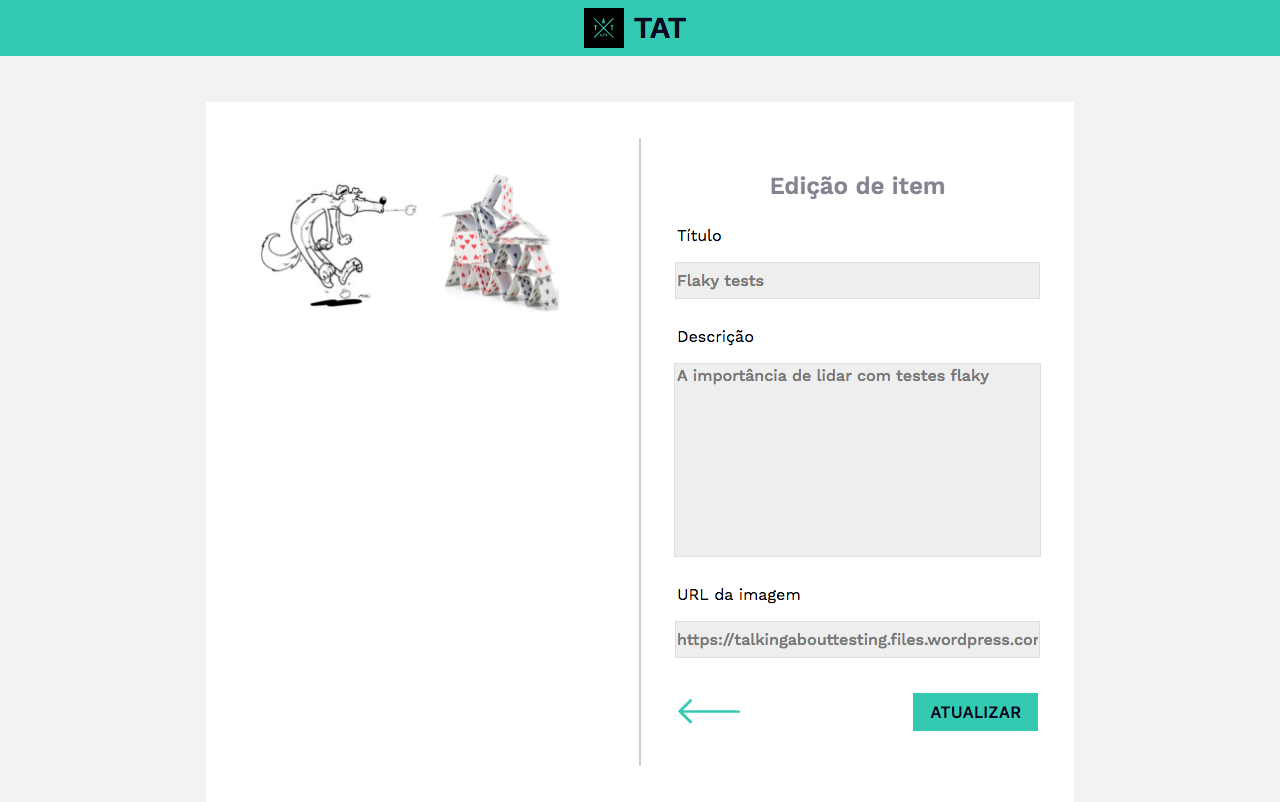 TAT
Edição de item
Título
Flaky tests
Descrição
A importância de lidar com testes flaky
URL da imagem
https://talkingabouttesting.files.wordpress.cor
ATUALIZAR